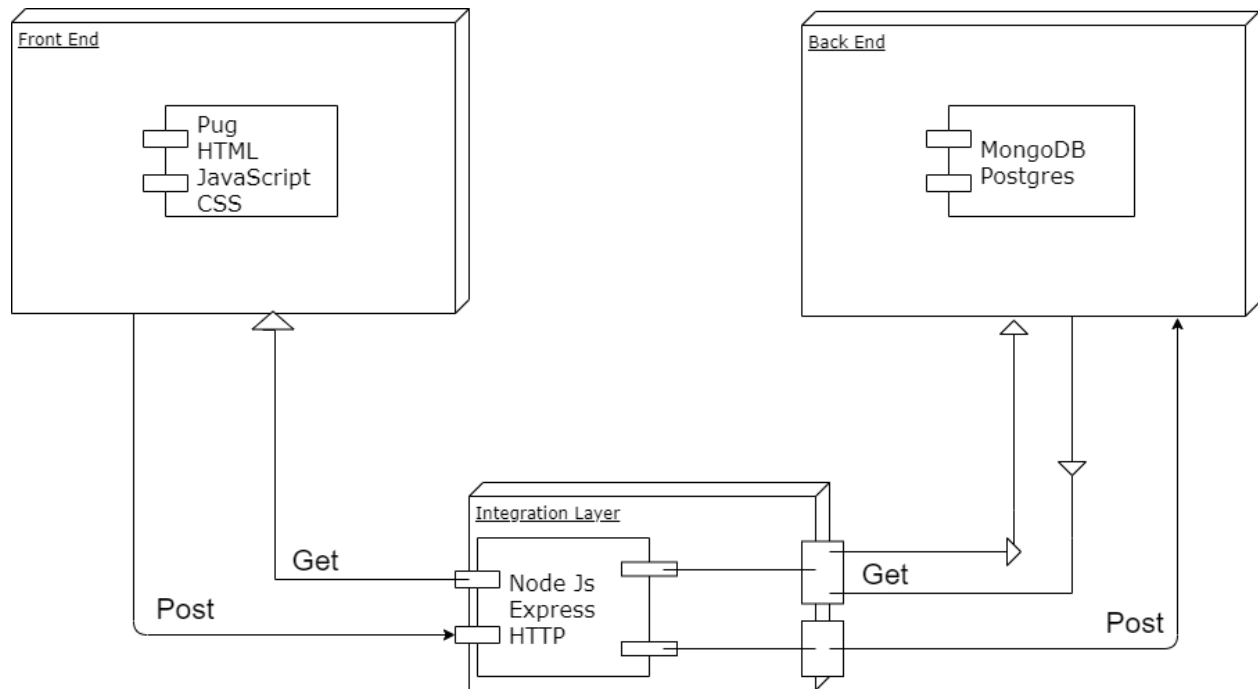 Front End
Pug
HTML
JavaScript
CSS
Back End
MongoDB
Postgres
Integration Layer
Node Js
Express
HTTP
Get
Post
Get
Post